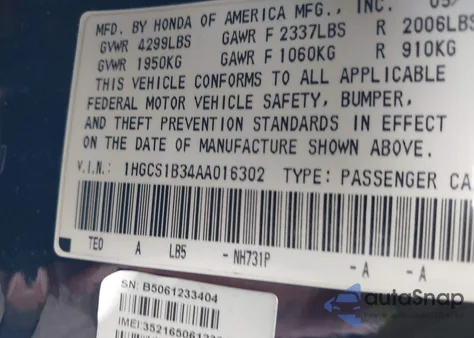 MFD. BY HONDA OF AMERICA MFG., INC.
GVWR 4299LBS GAWR F 2337LBS R 2006LBS
GVWR 1950KG GAWR F 1060KG R 910KG
THIS VEHICLE CONFORMS TO ALL APPLICABLE
FEDERAL MOTOR VEHICLE SAFETY, BUMPER,
AND THEFT PREVENTION STANDARDS IN EFFECT
ON THE DATE OF MANUFACTURE SHOWN ABOVE.
V.I.N.: 1HGCS1B34AA016302 TYPE: PASSENGER CA
TE0 A LB5 - NH731P -A -A
SN: B5061233404
autoSnap